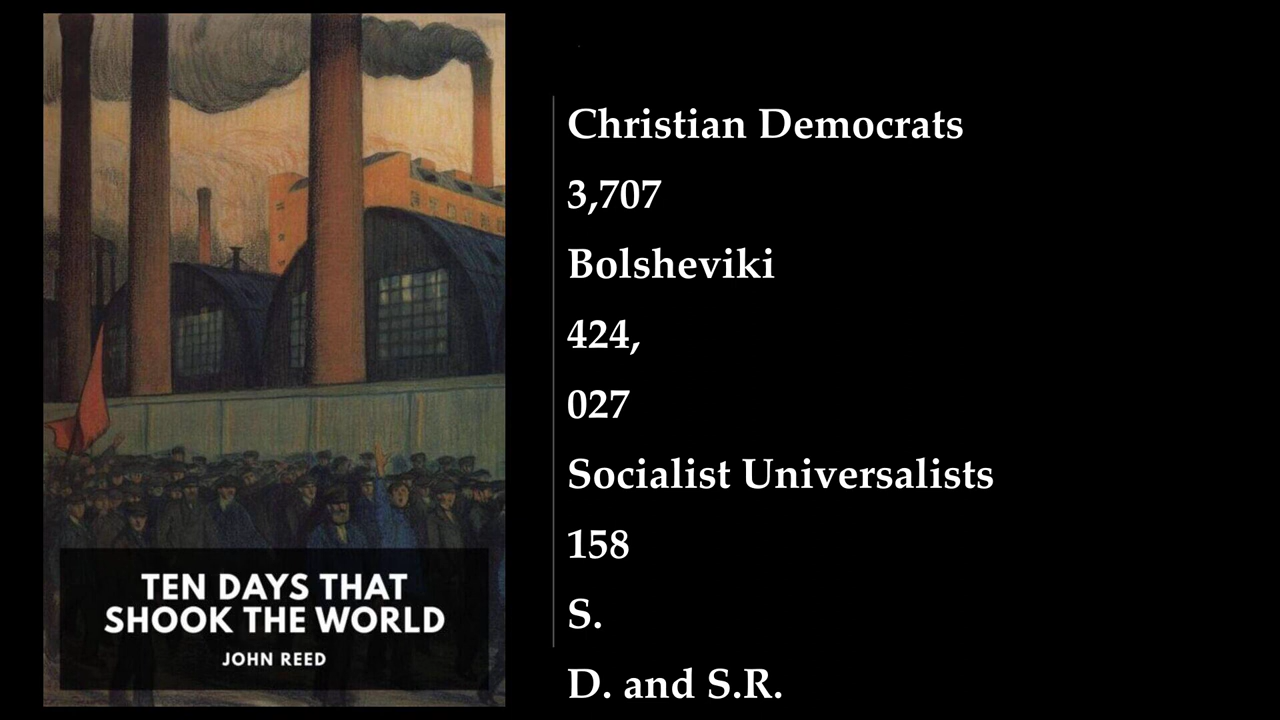 TEN DAYS THAT
SHOOK THE WORLD
JOHN REED
Christian Democrats
3,707
Bolsheviki
424,
027
Socialist Universalists
158
S.
D. and S.R.